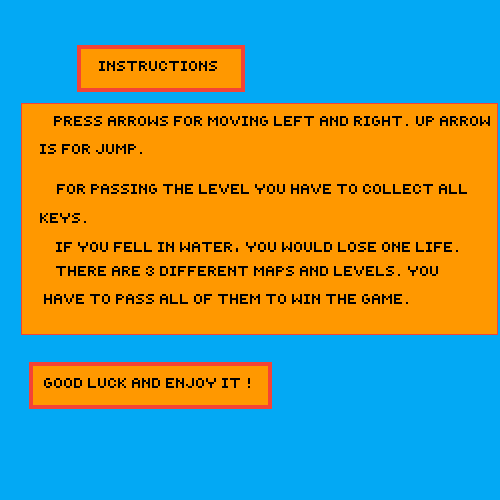 INSTRUCTIONS
PRESS ARROWS FOR MOVING LEFT AND RIGHT. UP ARROW
IS FOR JUMP.
FOR PASSING THE LEVEL YOU HAVE TO COLLECT ALL
KEYS.
IF YOU FELL IN WATER, YOU WOULD LOSE ONE LIFE.
THERE ARE 3 DIFFERENT MAPS AND LEVELS. YOU
HAVE TO PASS ALL OF THEM TO WIN THE GAME.
GOOD LUCK AND ENJOY IT !